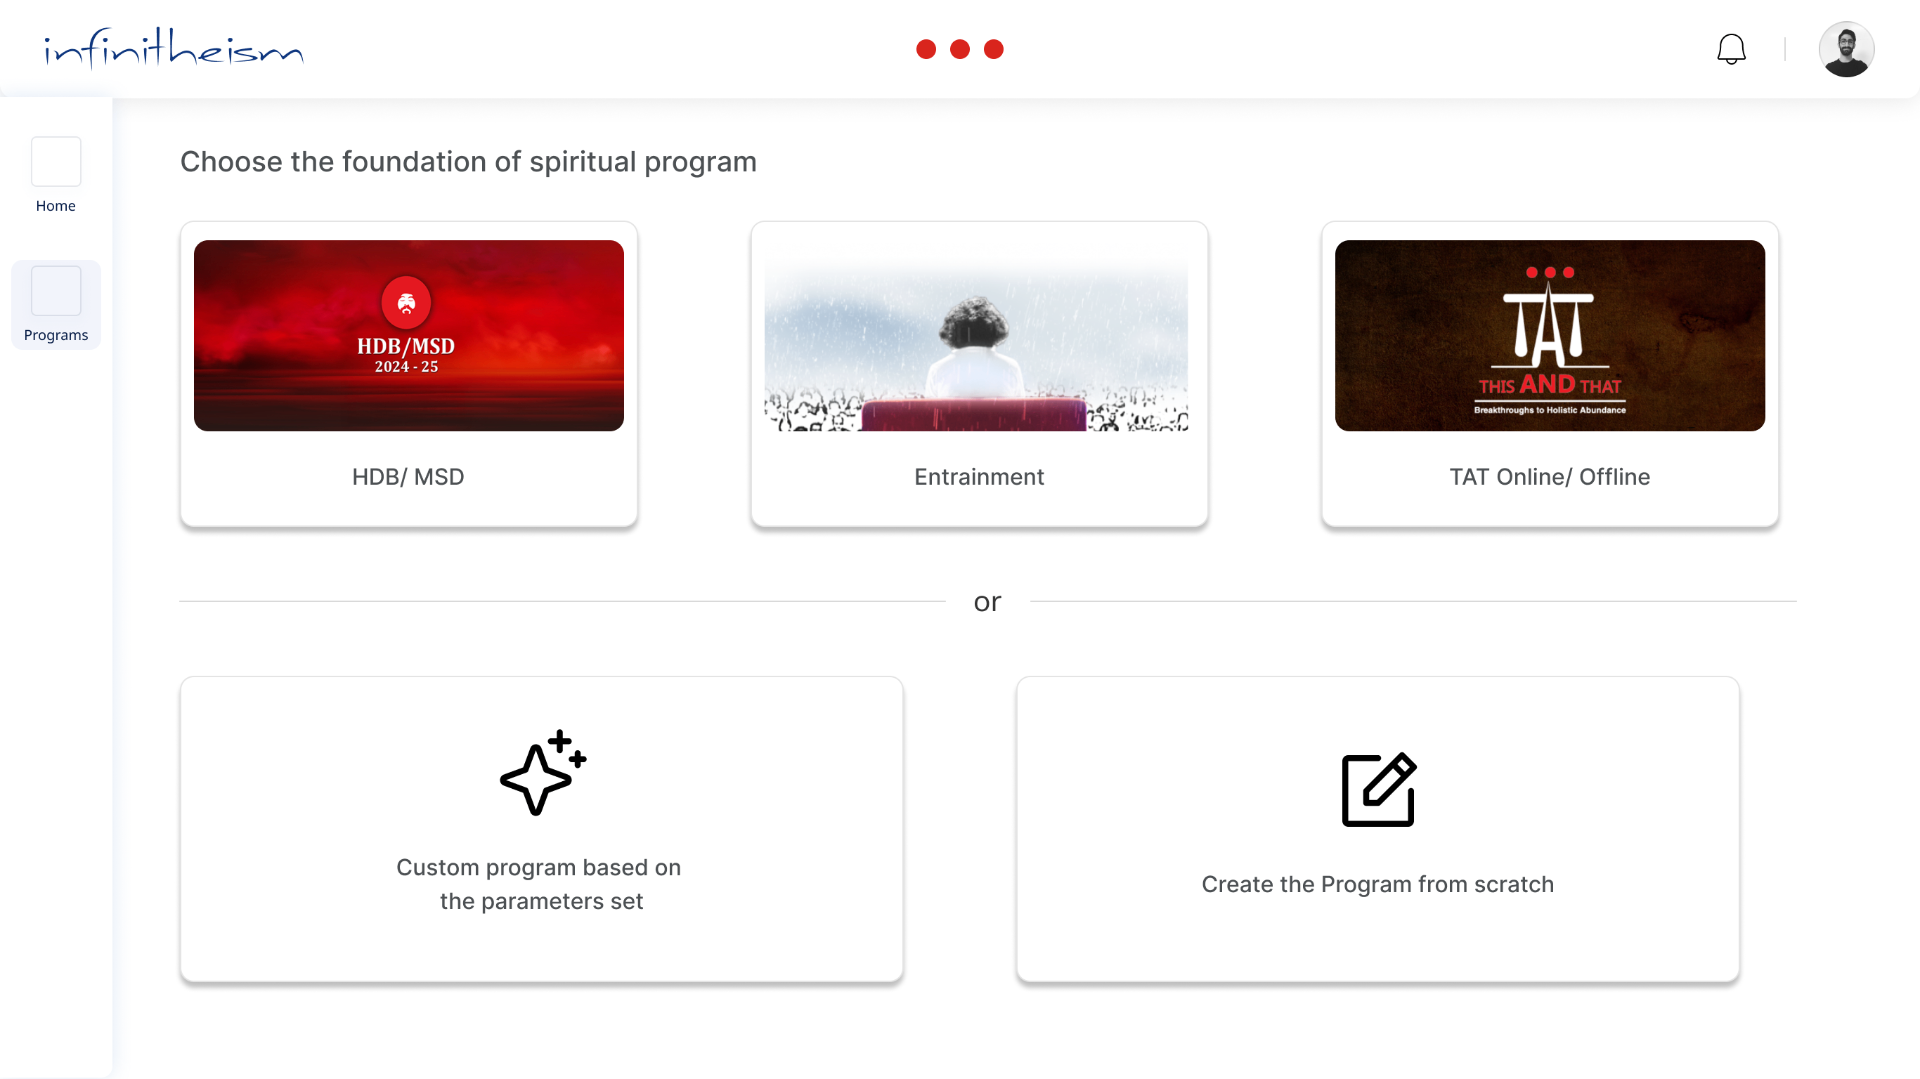 infinitheism
Home
Programs
Choose the foundation of spiritual program
HDB/MSD
2024 - 25
HDB/ MSD
Entrainment
TAT
THIS AND THAT
Breakthroughs to Holistic Abundance
TAT Online/ Offline
or
Custom program based on
the parameters set
Create the Program from scratch